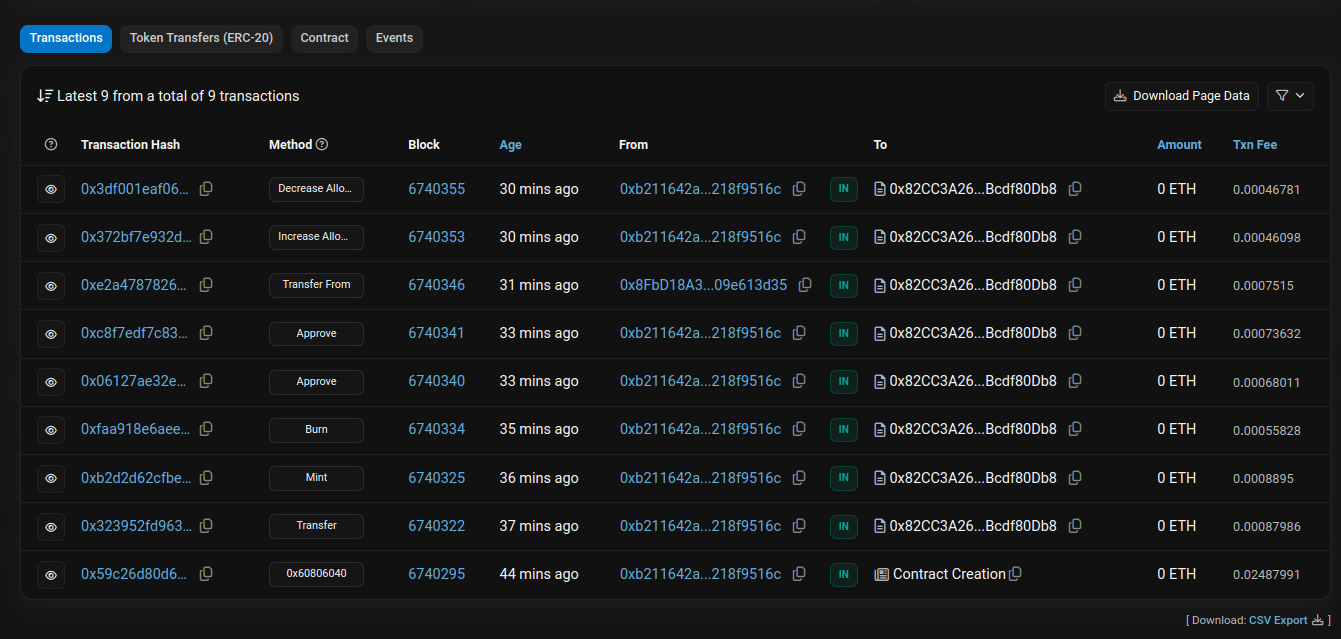 Transactions Token Transfers (ERC-20) Contract Events
Latest 9 from a total of 9 transactions Download Page Data
Transaction Hash Method Block Age From To Amount Txn Fee
0x3df001eaf06... Decrease Allo... 6740355 30 mins ago 0xb211642a...218f9516c IN 0x82CC3A26...Bcdf80Db8 0 ETH 0.00046781
0x372bf7e932d... Increase Allo... 6740353 30 mins ago 0xb211642a...218f9516c IN 0x82CC3A26...Bcdf80Db8 0 ETH 0.00046098
0xe2a4787826... Transfer From 6740346 31 mins ago 0x8FbD18A3...09e613d35 IN 0x82CC3A26...Bcdf80Db8 0 ETH 0.0007515
0xc8f7edf7c83... Approve 6740341 33 mins ago 0xb211642a...218f9516c IN 0x82CC3A26...Bcdf80Db8 0 ETH 0.00073632
0x06127ae32e... Approve 6740340 33 mins ago 0xb211642a...218f9516c IN 0x82CC3A26...Bcdf80Db8 0 ETH 0.00068011
0xfaa918e6aee... Burn 6740334 35 mins ago 0xb211642a...218f9516c IN 0x82CC3A26...Bcdf80Db8 0 ETH 0.00055828
0xb2d2d62cfbe... Mint 6740325 36 mins ago 0xb211642a...218f9516c IN 0x82CC3A26...Bcdf80Db8 0 ETH 0.0008895
0x323952fd963... Transfer 6740322 37 mins ago 0xb211642a...218f9516c IN 0x82CC3A26...Bcdf80Db8 0 ETH 0.00087986
0x59c26d80d6... 0x60806040 6740295 44 mins ago 0xb211642a...218f9516c IN Contract Creation 0 ETH 0.02487991
[ Download: CSV Export ]